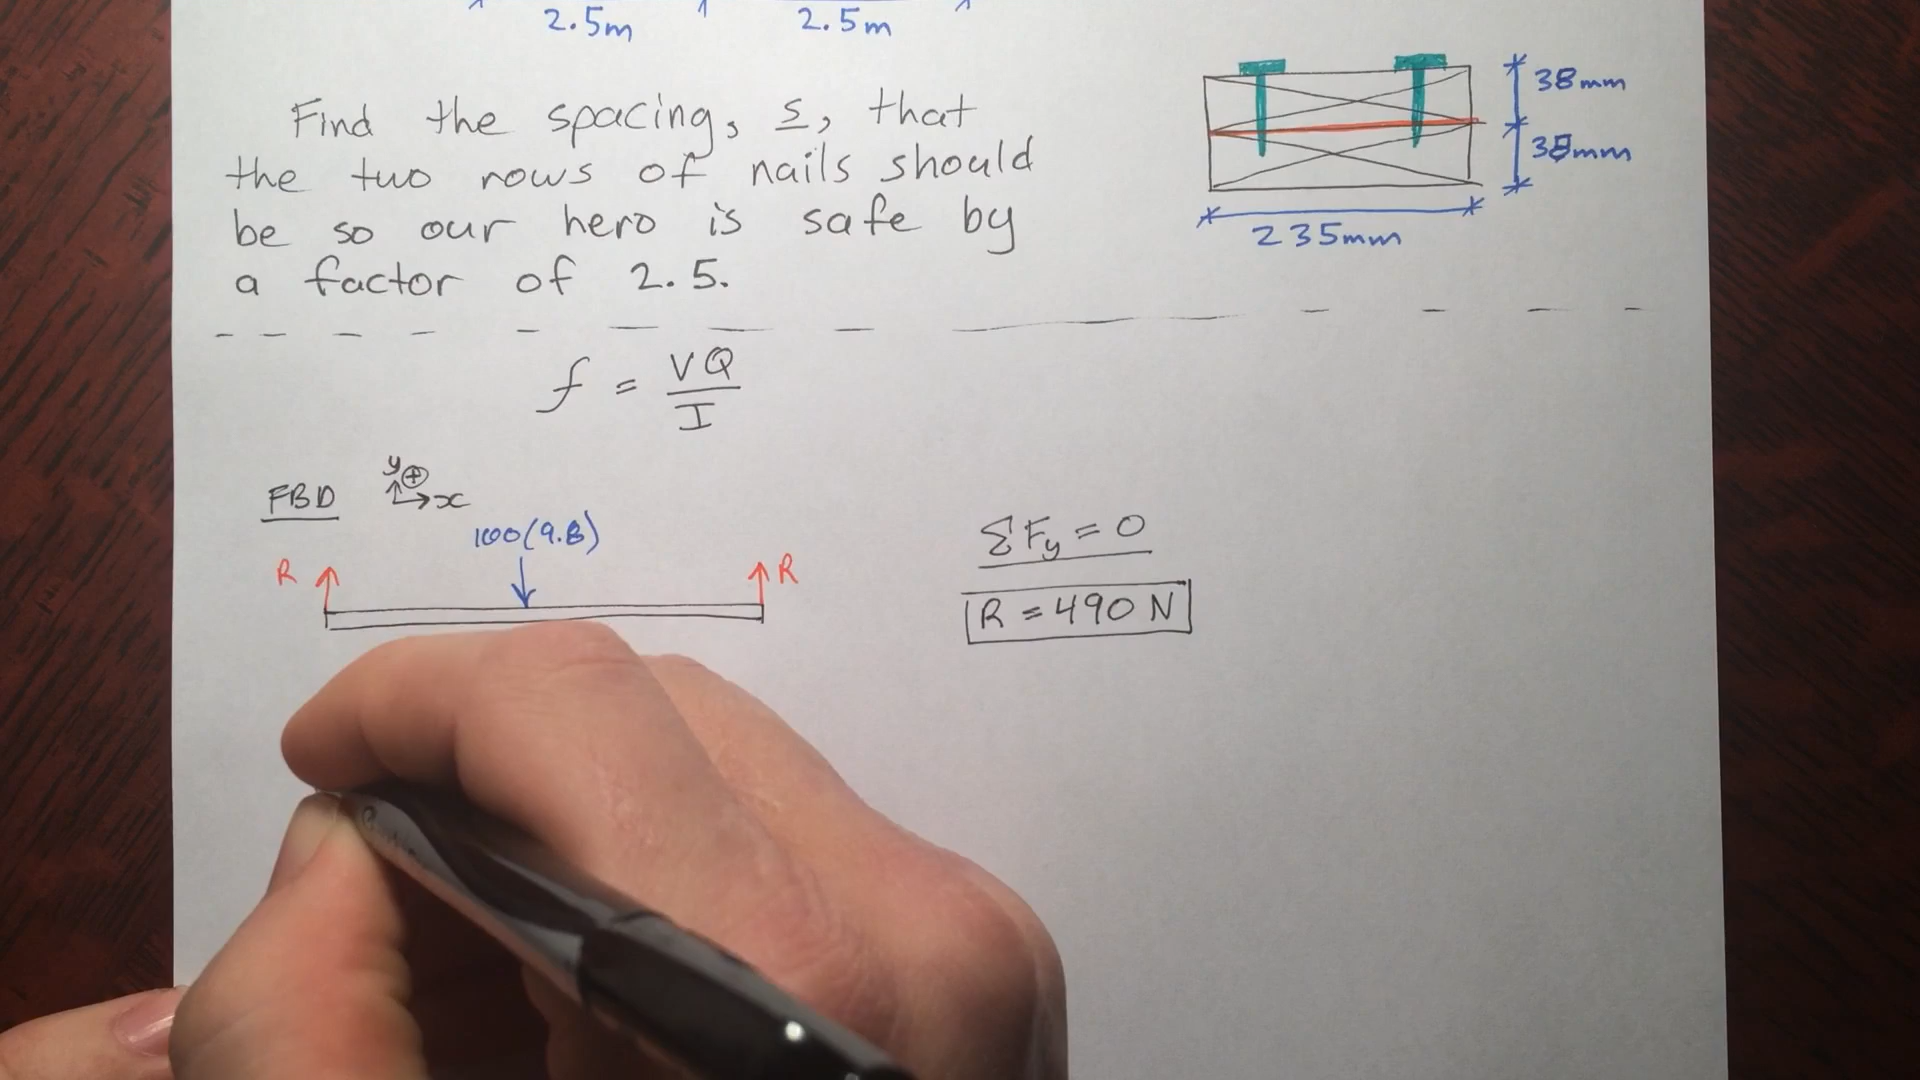 2.5m 2.5m
Find the spacing, s, that
the two rows of nails should
be so our hero is safe by
a factor of 2.5.
38mm
38mm
235mm
f = VQ
I
FBD
y
+
x
100(9.8)
R
R
ΣFy = 0
R = 490 N